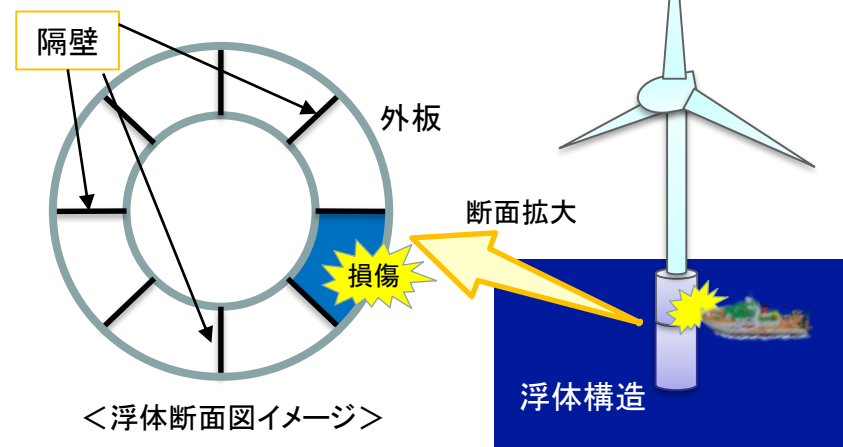 隔壁
外板
断面拡大
損傷
浮体構造
＜浮体断面図イメージ＞